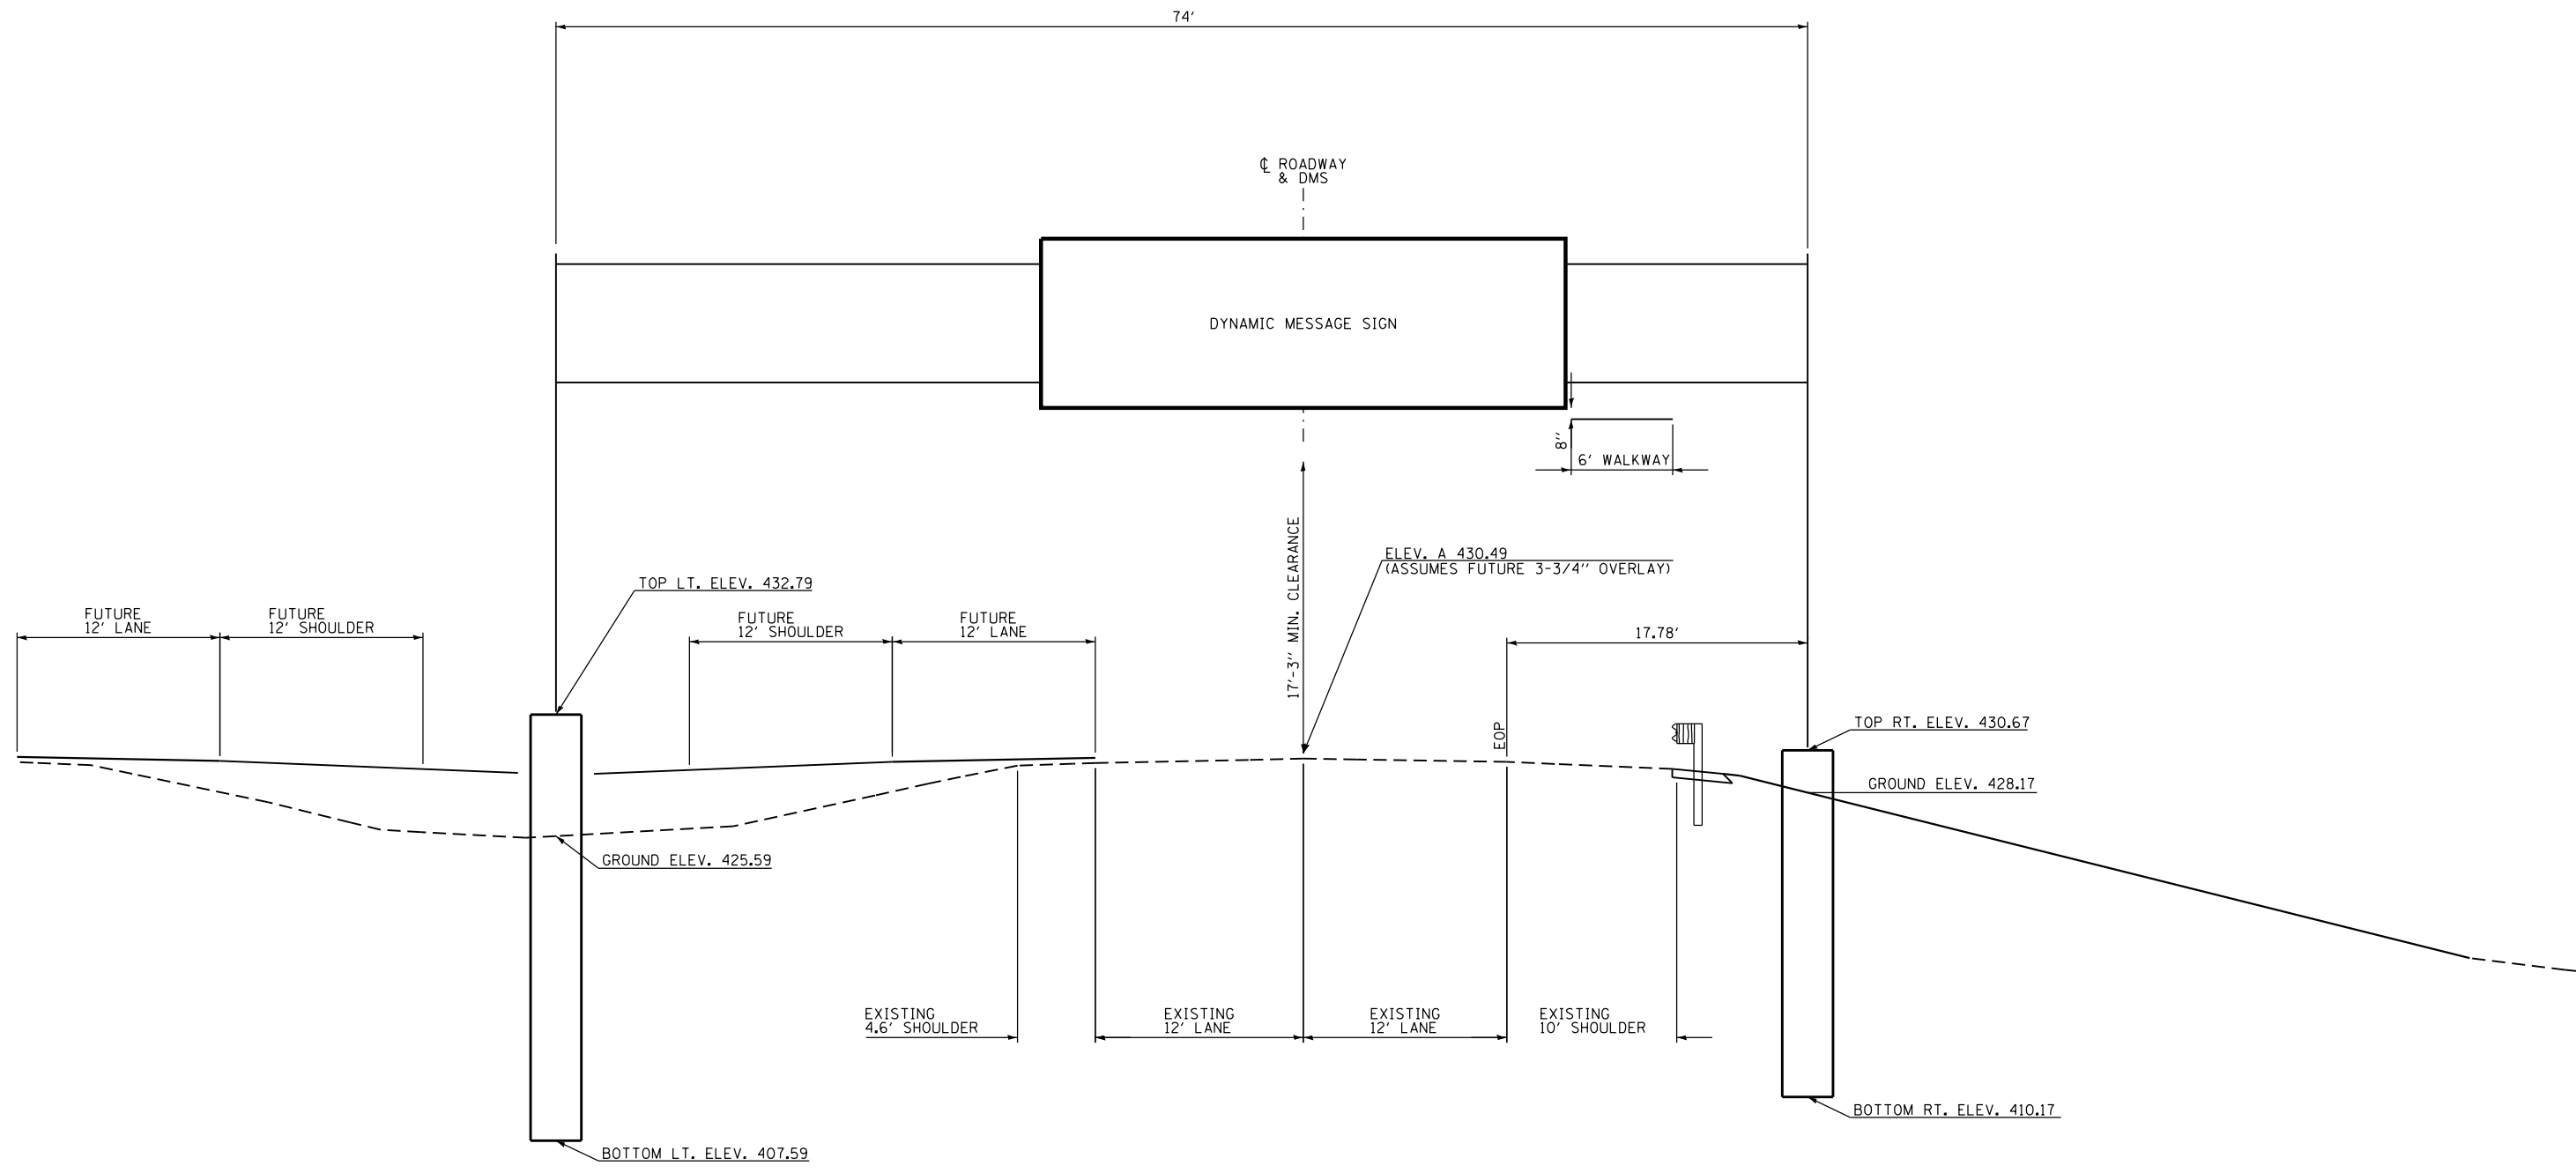 74'
℄ ROADWAY
& DMS
DYNAMIC MESSAGE SIGN
8"
6' WALKWAY
17'-3" MIN. CLEARANCE
ELEV. A 430.49
(ASSUMES FUTURE 3-3/4" OVERLAY)
TOP LT. ELEV. 432.79
FUTURE
12' LANE
FUTURE
12' SHOULDER
FUTURE
12' SHOULDER
FUTURE
12' LANE
17.78'
EOP
TOP RT. ELEV. 430.67
GROUND ELEV. 428.17
GROUND ELEV. 425.59
EXISTING
4.6' SHOULDER
EXISTING
12' LANE
EXISTING
12' LANE
EXISTING
10' SHOULDER
BOTTOM RT. ELEV. 410.17
BOTTOM LT. ELEV. 407.59